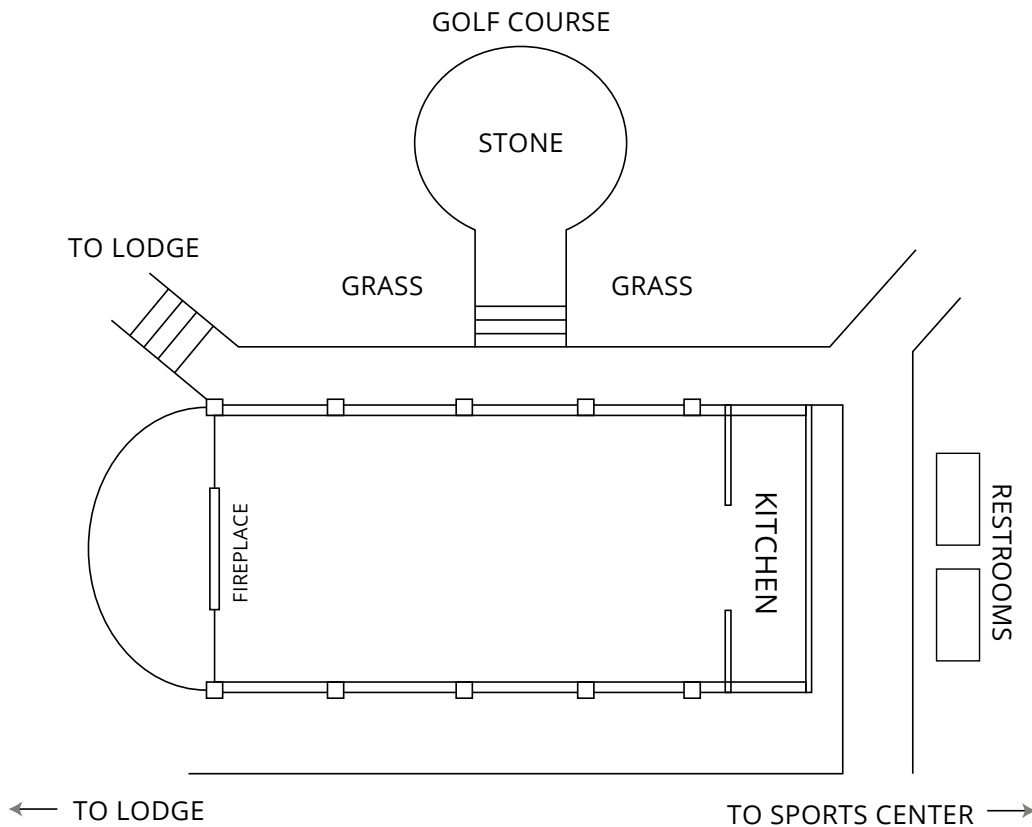 GOLF COURSE
STONE
TO LODGE
GRASS
GRASS
FIREPLACE
KITCHEN
RESTROOMS
TO LODGE
TO SPORTS CENTER